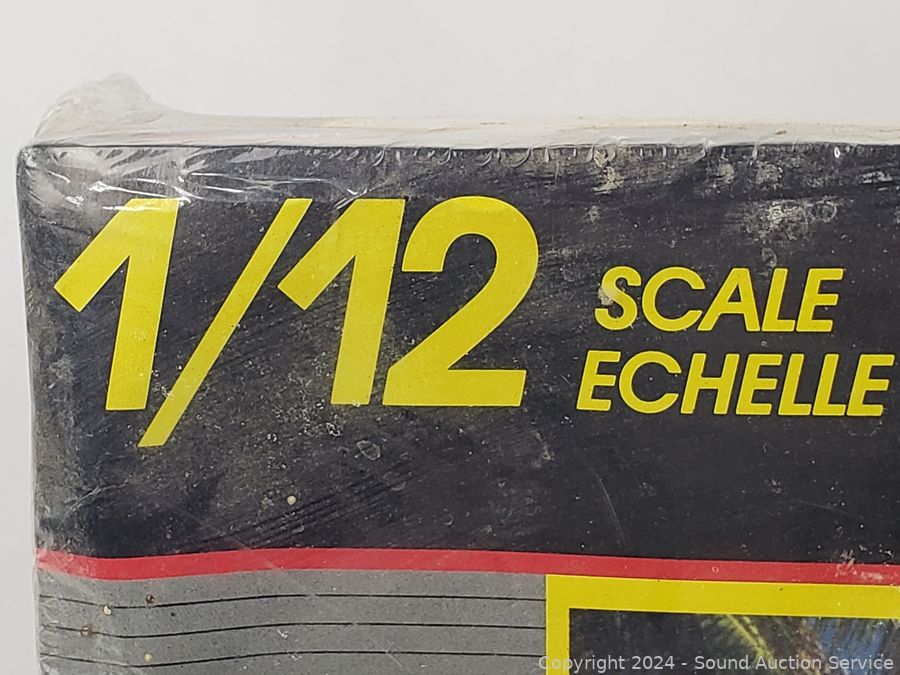 1/12
SCALE
ECHELLE
Copyright 2024 - Sound Auction Service